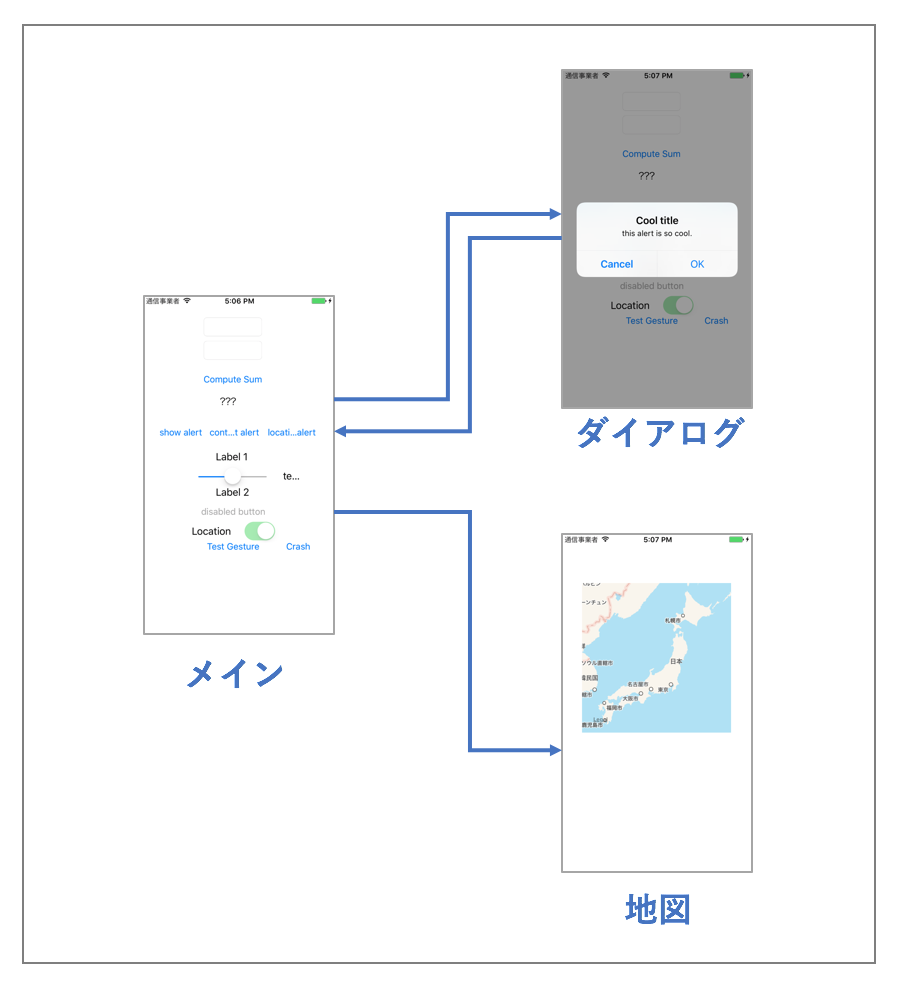 通信事業者 5:07 PM
Compute Sum
???
Cool title
this alert is so cool.
Cancel OK
disabled button
Location
Test Gesture Crash
ダイアログ
通信事業者 5:06 PM
Compute Sum
???
show alert cont...t alert locati...alert
Label 1
te...
Label 2
disabled button
Location
Test Gesture Crash
メイン
通信事業者 5:07 PM
ーンチュン
札幌市
ジワル直轄市
日本
民国
名古屋市
東京
大阪市
福岡市
鹿児島市
Legal
地図